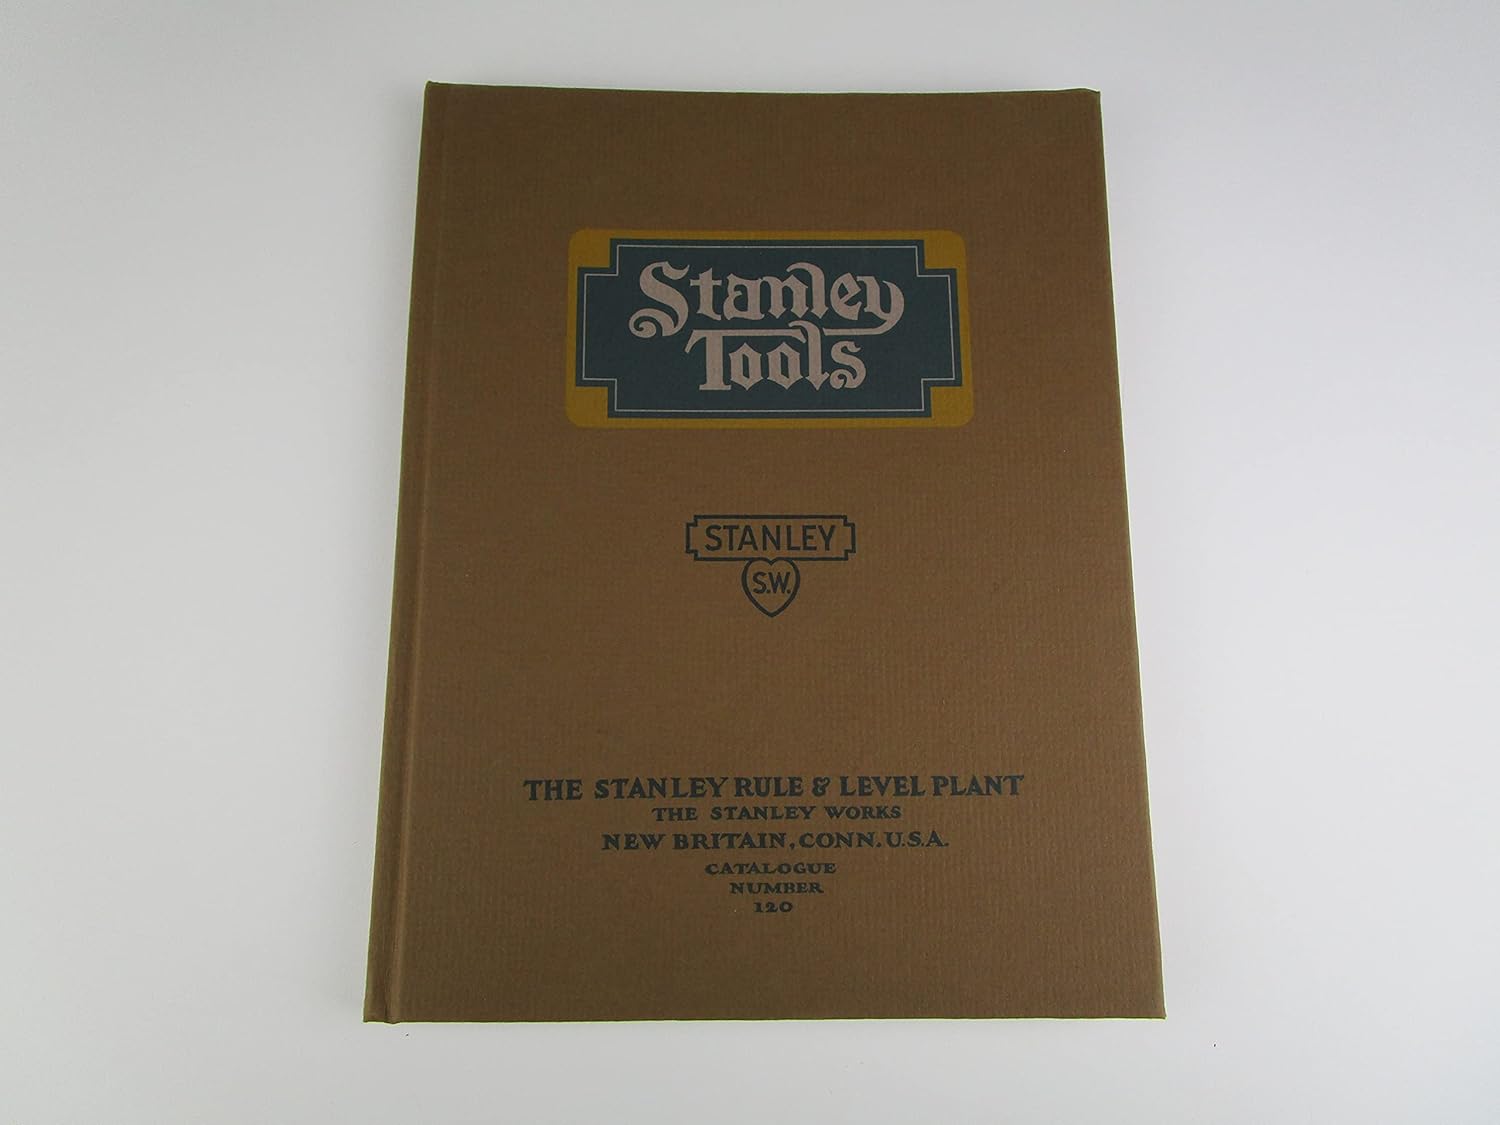 Stanley
Tools
STANLEY
S.W.
THE STANLEY RULE & LEVEL PLANT
THE STANLEY WORKS
NEW BRITAIN, CONN. U.S.A.
CATALOGUE
NUMBER
120